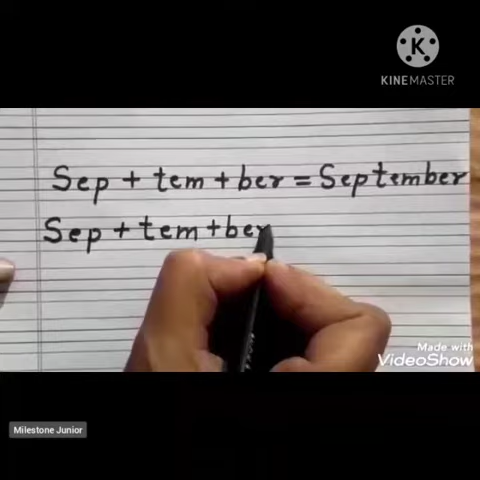 KINEMASTER
Sep + tem + ber = September
Sep + tem + ber
Made with
VideoShow
Milestone Junior